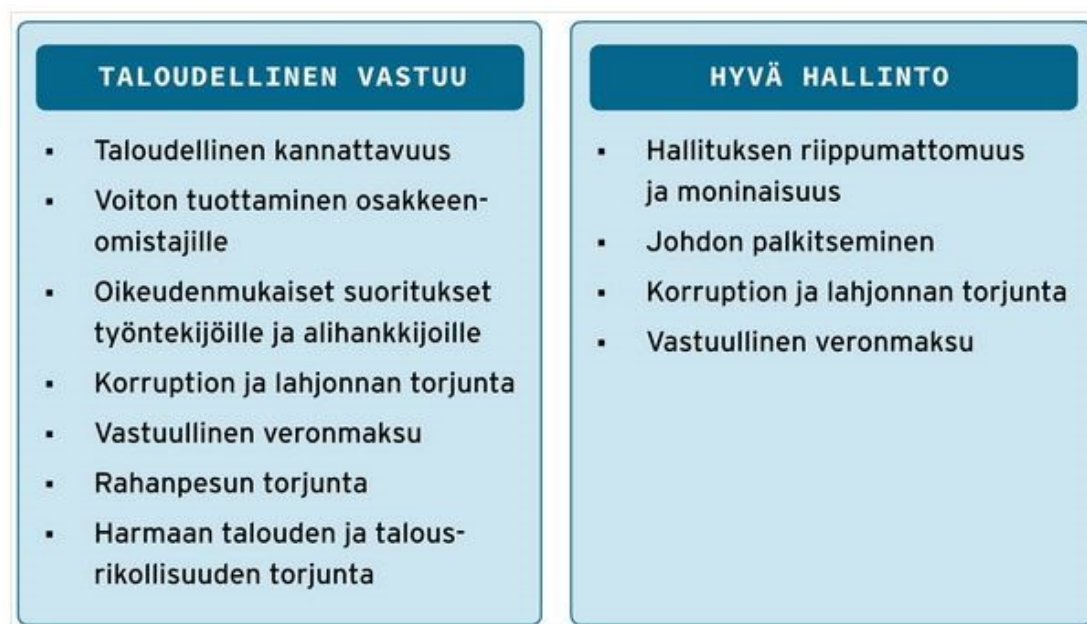 TALOUDELLINEN VASTUU
▪ Taloudellinen kannattavuus
▪ Voiton tuottaminen osakkeen-
omistajille
▪ Oikeudenmukaiset suoritukset
työntekijöille ja alihankkijoille
▪ Korruption ja lahjonnan torjunta
▪ Vastuullinen veronmaksu
▪ Rahanpesun torjunta
▪ Harmaan talouden ja talous-
rikollisuuden torjunta
HYVÄ HALLINTO
▪ Hallituksen riippumattomuus
ja moninaisuus
▪ Johdon palkitseminen
▪ Korruption ja lahjonnan torjunta
▪ Vastuullinen veronmaksu